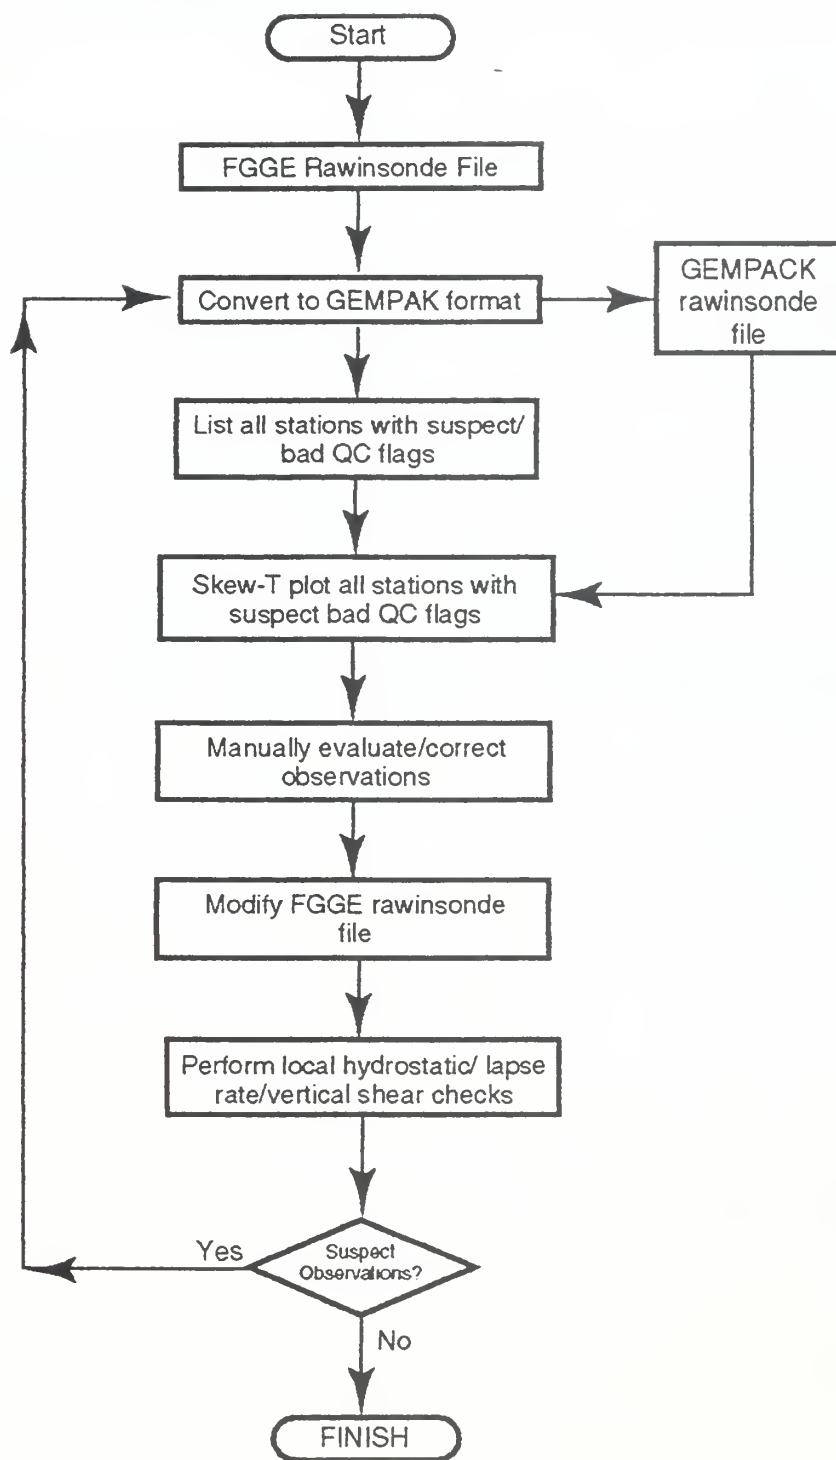 Start
FGGE Rawinsonde File
Convert to GEMPAK format
GEMPACK
rawinsonde
file
List all stations with suspect/
bad QC flags
Skew-T plot all stations with
suspect bad QC flags
Manually evaluate/correct
observations
Modify FGGE rawinsonde
file
Perform local hydrostatic/ lapse
rate/vertical shear checks
Yes
Suspect
Observations?
No
FINISH